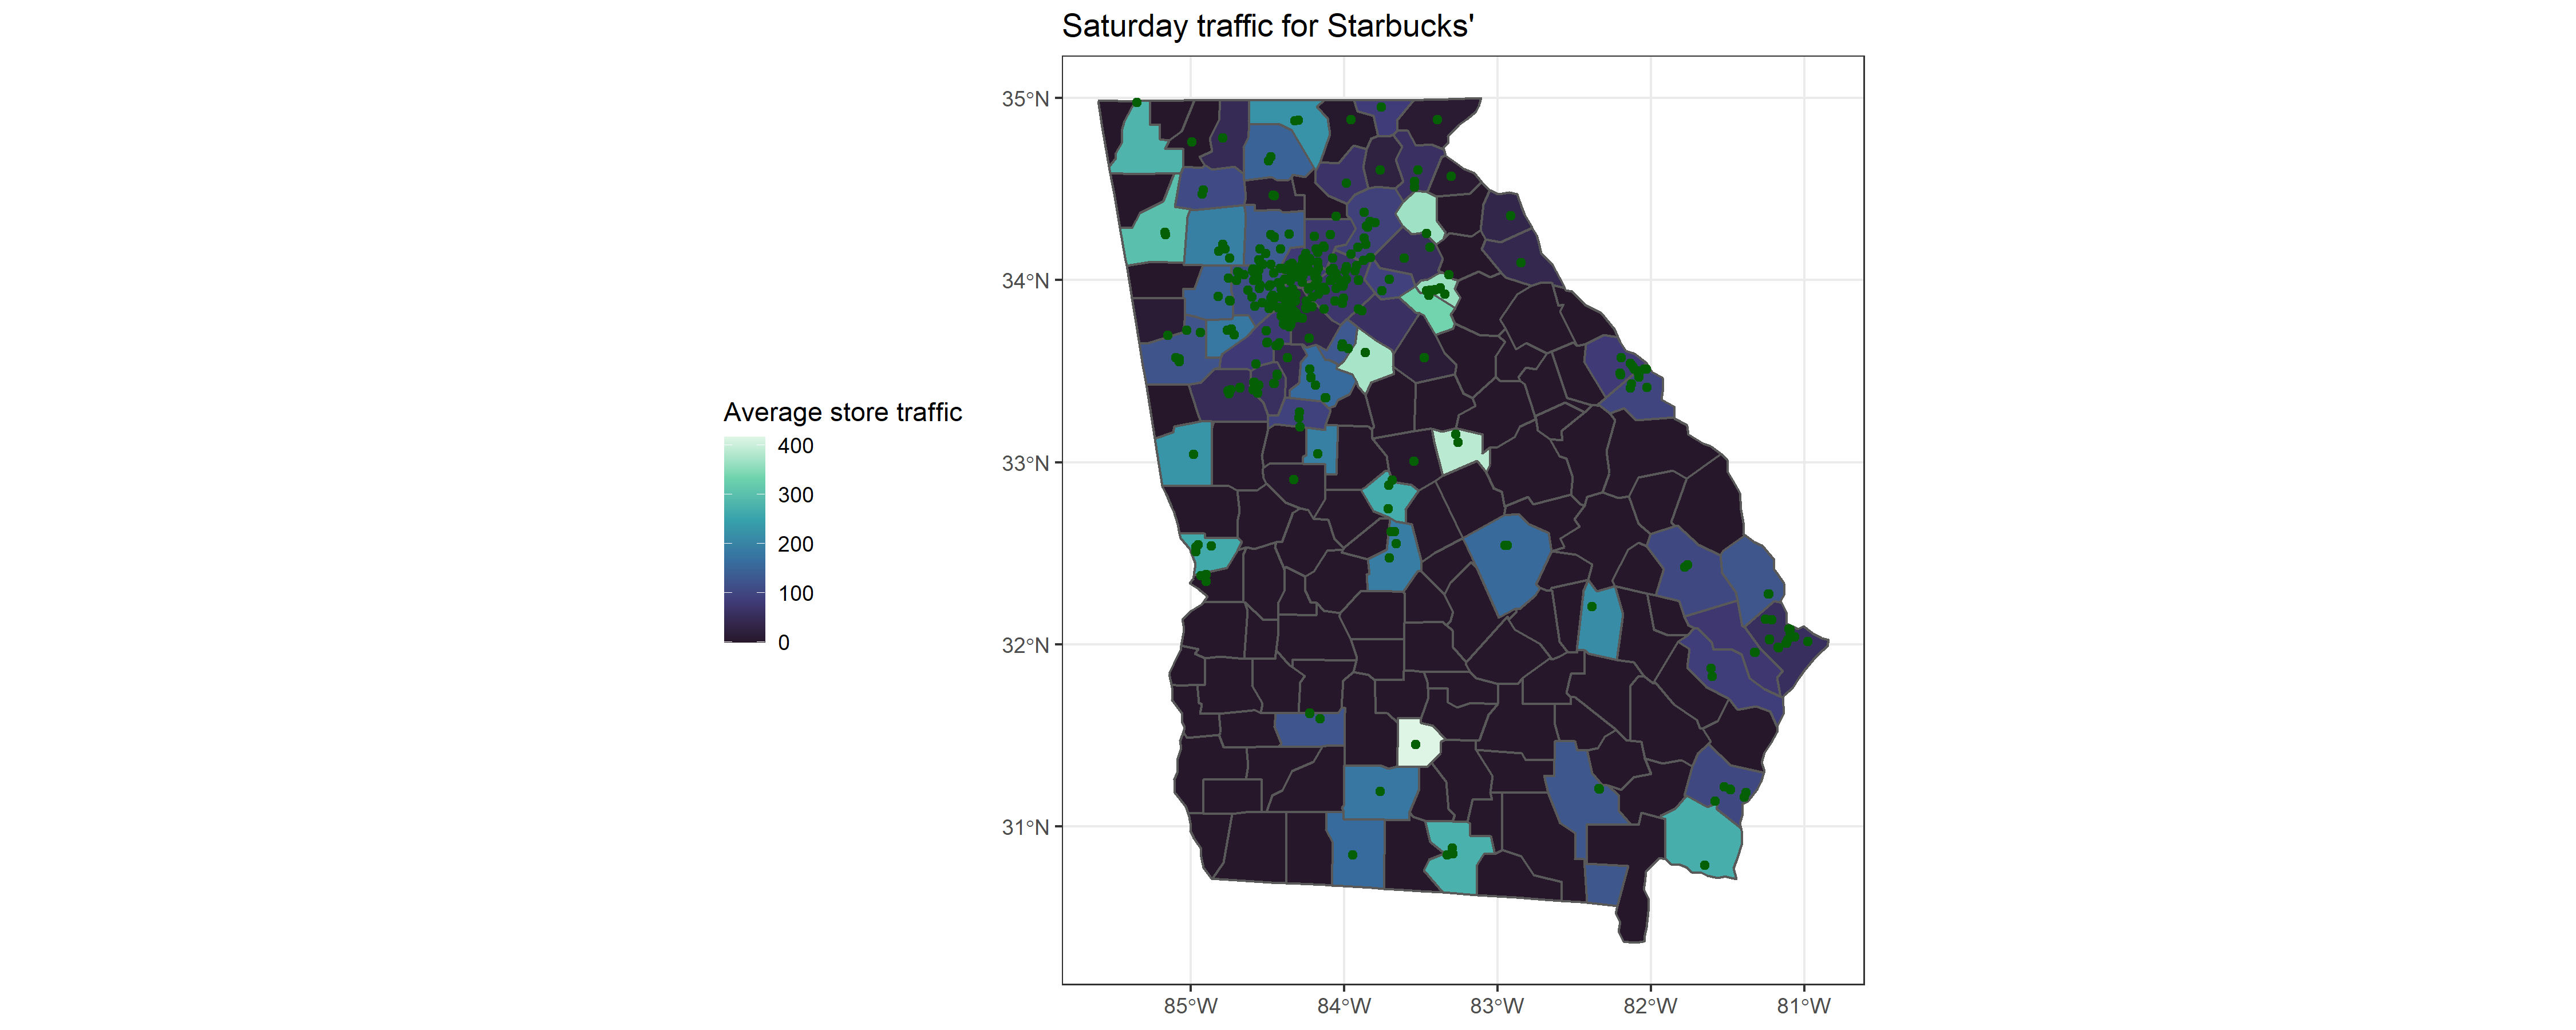 Saturday traffic for Starbucks'
35°N
34°N
33°N
32°N
31°N
85°W 84°W 83°W 82°W 81°W
Average store traffic
400
300
200
100
0